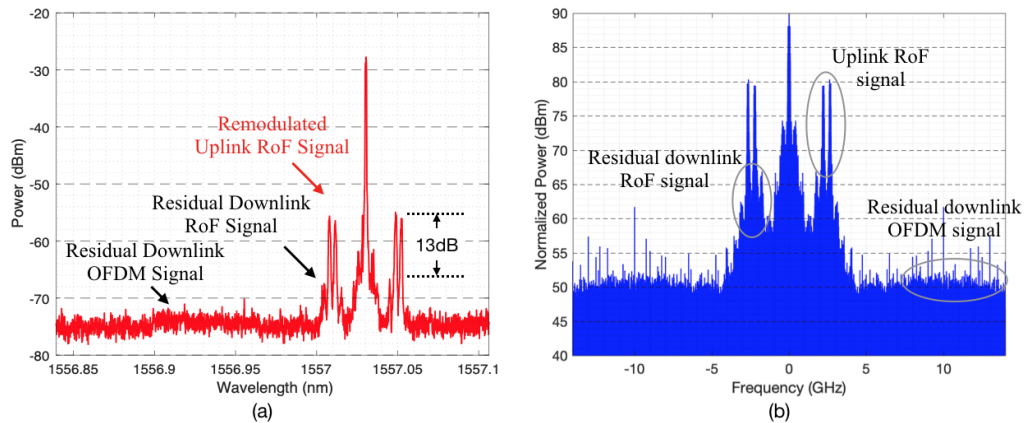 -20
-30
-40
-50
-60
-70
-80
Power (dBm)
Remodulated
Uplink RoF Signal
Residual Downlink
RoF Signal
Residual Downlink
OFDM Signal
13dB
1556.85
1556.9
1556.95
1557
1557.05
1557.1
Wavelength (nm)
(a)
90
85
80
75
70
65
60
55
50
45
40
Normalized Power (dBm)
Uplink RoF
signal
Residual downlink
RoF signal
Residual downlink
OFDM signal
-10
-5
0
5
10
Frequency (GHz)
(b)